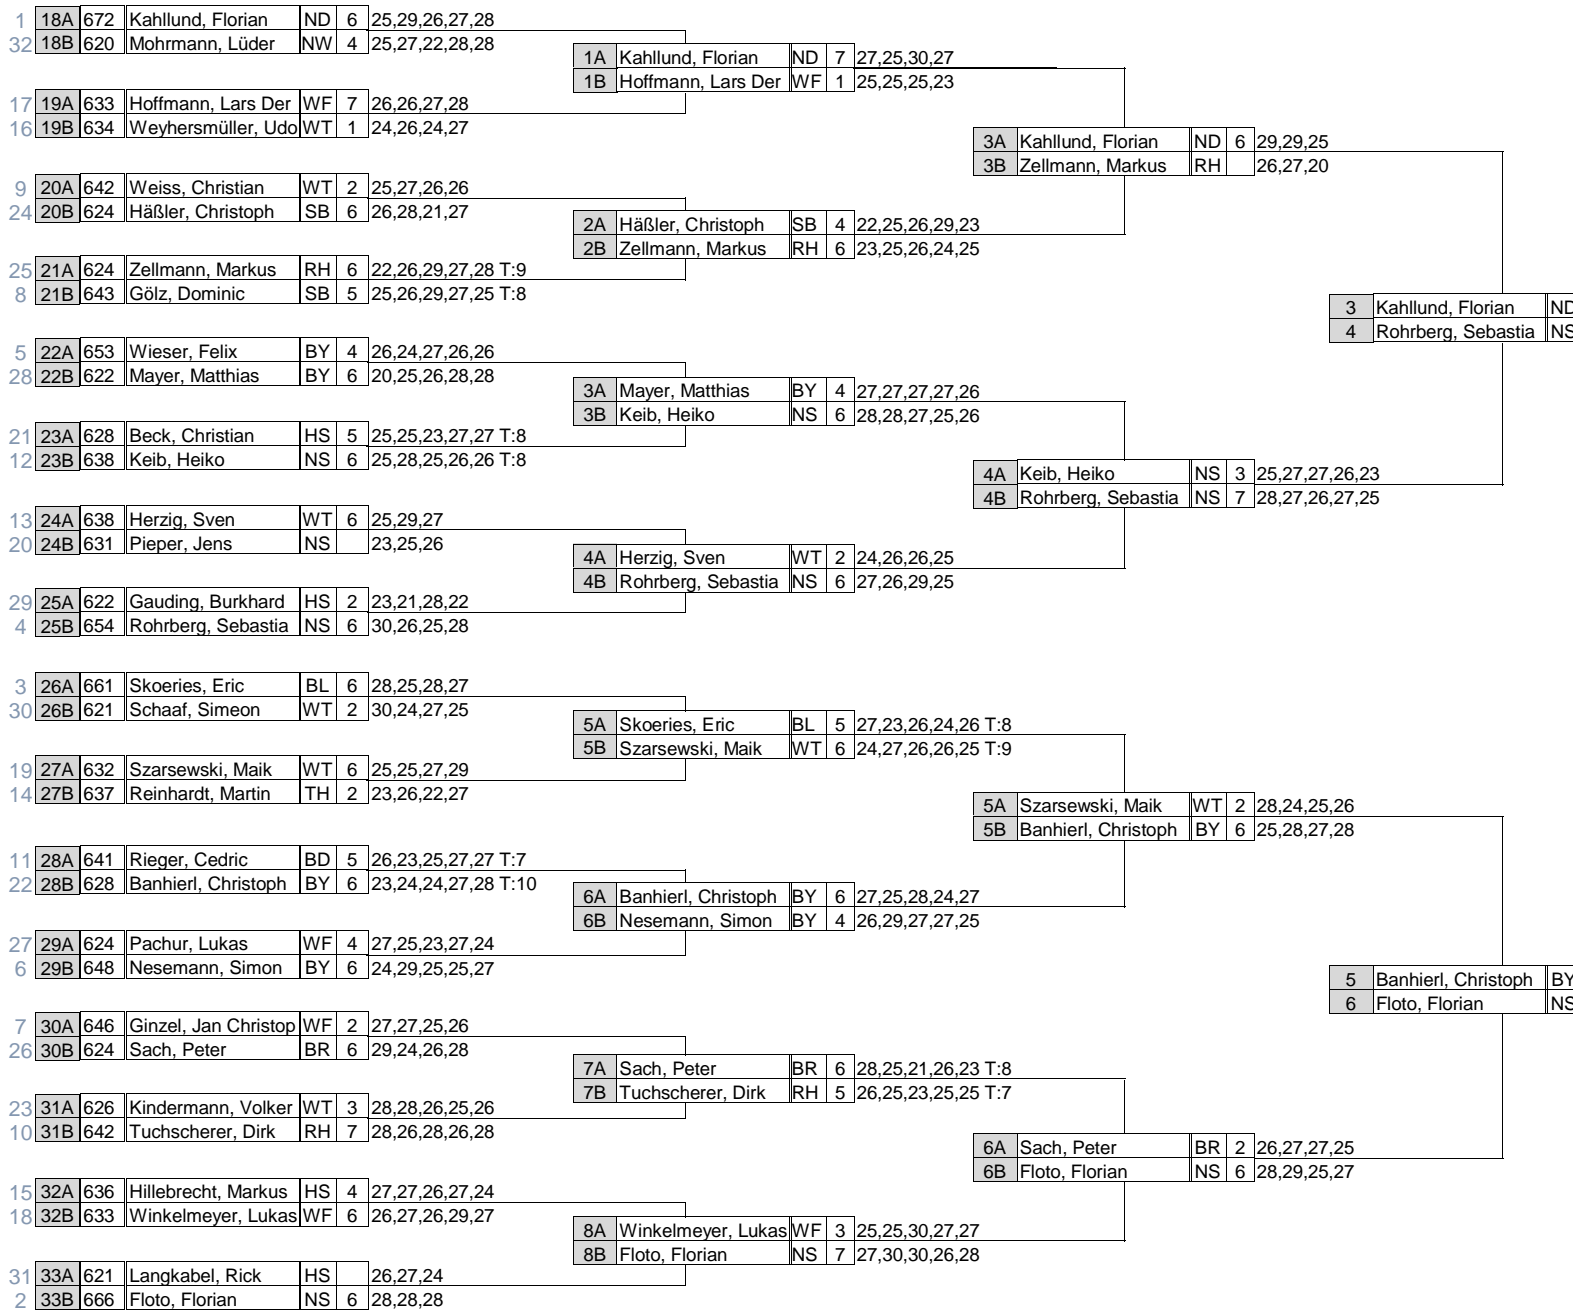 1 18A 672 Kahllund, Florian ND 6 25,29,26,27,28
32 18B 620 Mohrmann, Lüder NW 4 25,27,22,28,28
17 19A 633 Hoffmann, Lars Der WF 7 26,26,27,28
16 19B 634 Weyhersmüller, Udo WT 1 24,26,24,27
9 20A 642 Weiss, Christian WT 2 25,27,26,26
24 20B 624 Häßler, Christoph SB 6 26,28,21,27
25 21A 624 Zellmann, Markus RH 6 22,26,29,27,28 T:9
8 21B 643 Gölz, Dominic SB 5 25,26,29,27,25 T:8
5 22A 653 Wieser, Felix BY 4 26,24,27,26,26
28 22B 622 Mayer, Matthias BY 6 20,25,26,28,28
21 23A 628 Beck, Christian HS 5 25,25,23,27,27 T:8
12 23B 638 Keib, Heiko NS 6 25,28,25,26,26 T:8
13 24A 638 Herzig, Sven WT 6 25,29,27
20 24B 631 Pieper, Jens NS 23,25,26
29 25A 622 Gauding, Burkhard HS 2 23,21,28,22
4 25B 654 Rohrberg, Sebastia NS 6 30,26,25,28
3 26A 661 Skoeries, Eric BL 6 28,25,28,27
30 26B 621 Schaaf, Simeon WT 2 30,24,27,25
19 27A 632 Szarsewski, Maik WT 6 25,25,27,29
14 27B 637 Reinhardt, Martin TH 2 23,26,22,27
11 28A 641 Rieger, Cedric BD 5 26,23,25,27,27 T:7
22 28B 628 Banhierl, Christoph BY 6 23,24,24,27,28 T:10
27 29A 624 Pachur, Lukas WF 4 27,25,23,27,24
6 29B 648 Nesemann, Simon BY 6 24,29,25,25,27
7 30A 646 Ginzel, Jan Christop WF 2 27,27,25,26
26 30B 624 Sach, Peter BR 6 29,24,26,28
23 31A 626 Kindermann, Volker WT 3 28,28,26,25,26
10 31B 642 Tuchscherer, Dirk RH 7 28,26,28,26,28
15 32A 636 Hillebrecht, Markus HS 4 27,27,26,27,24
18 32B 633 Winkelmeyer, Lukas WF 6 26,27,26,29,27
31 33A 621 Langkabel, Rick HS 26,27,24
2 33B 666 Floto, Florian NS 6 28,28,28
1A Kahllund, Florian ND 7 27,25,30,27
1B Hoffmann, Lars Der WF 1 25,25,25,23
2A Häßler, Christoph SB 4 22,25,26,29,23
2B Zellmann, Markus RH 6 23,25,26,24,25
3A Mayer, Matthias BY 4 27,27,27,27,26
3B Keib, Heiko NS 6 28,28,27,25,26
4A Herzig, Sven WT 2 24,26,26,25
4B Rohrberg, Sebastia NS 6 27,26,29,25
5A Skoeries, Eric BL 5 27,23,26,24,26 T:8
5B Szarsewski, Maik WT 6 24,27,26,26,25 T:9
6A Banhierl, Christoph BY 6 27,25,28,24,27
6B Nesemann, Simon BY 4 26,29,27,27,25
7A Sach, Peter BR 6 28,25,21,26,23 T:8
7B Tuchscherer, Dirk RH 5 26,25,23,25,25 T:7
8A Winkelmeyer, Lukas WF 3 25,25,30,27,27
8B Floto, Florian NS 7 27,30,30,26,28
3A Kahllund, Florian ND 6 29,29,25
3B Zellmann, Markus RH 26,27,20
4A Keib, Heiko NS 3 25,27,27,26,23
4B Rohrberg, Sebastia NS 7 28,27,26,27,25
5A Szarsewski, Maik WT 2 28,24,25,26
5B Banhierl, Christoph BY 6 25,28,27,28
6A Sach, Peter BR 2 26,27,27,25
6B Floto, Florian NS 6 28,29,25,27
3 Kahllund, Florian ND
4 Rohrberg, Sebastia NS
5 Banhierl, Christoph BY
6 Floto, Florian NS